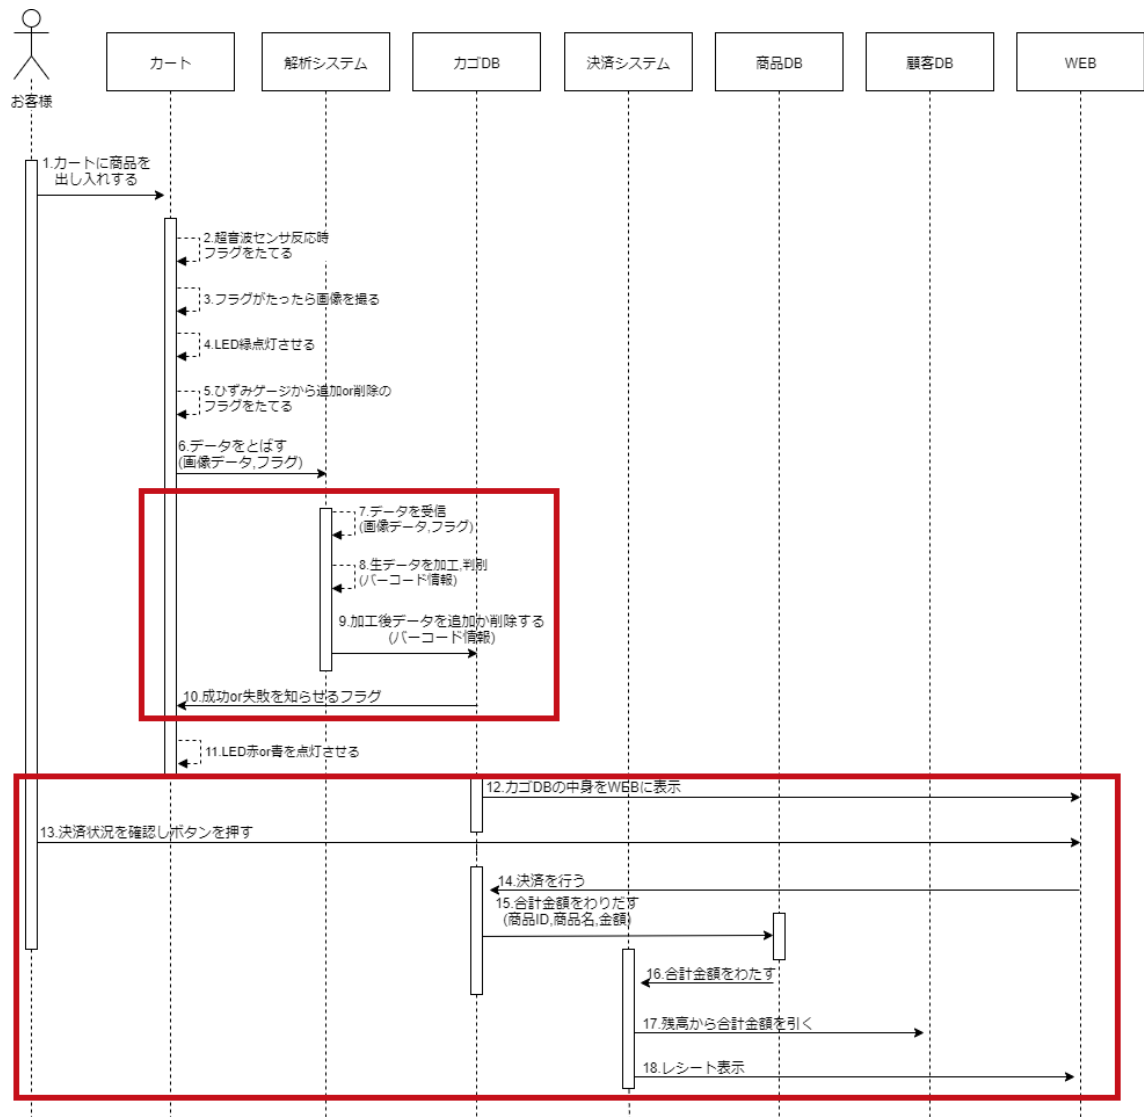 お客様
カート
解析システム
カゴDB
決済システム
商品DB
顧客DB
WEB
1.カートに商品を
出し入れする
2.超音波センサ反応時
フラグをたてる
3.フラグがたったら画像を撮る
4.LED緑点灯させる
5.ひずみゲージから追加or削除の
フラグをたてる
6.データをとばす
(画像データ,フラグ)
7.データを受信
(画像データ,フラグ)
8.生データを加工,判別
(バーコード情報)
9.加工後データを追加か削除する
(バーコード情報)
10.成功or失敗を知らせるフラグ
11.LED赤or青を点灯させる
12.カゴDBの中身をWEBに表示
13.決済状況を確認しボタンを押す
14.決済を行う
15.合計金額をわりだす
(商品ID,商品名,金額)
16.合計金額をわたす
17.残高から合計金額を引く
18.レシート表示